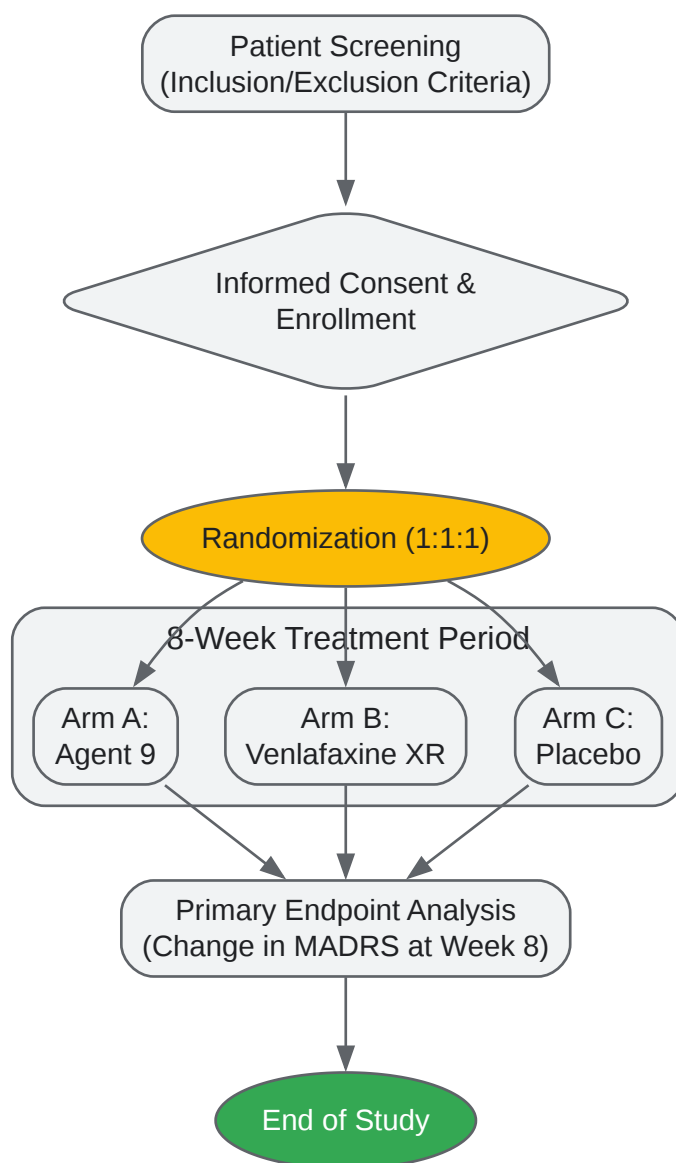 Patient Screening
(Inclusion/Exclusion Criteria)
Informed Consent &
Enrollment
Randomization (1:1:1)
8-Week Treatment Period
Arm A:
Agent 9
Arm B:
Venlafaxine XR
Arm C:
Placebo
Primary Endpoint Analysis
(Change in MADRS at Week 8)
End of Study